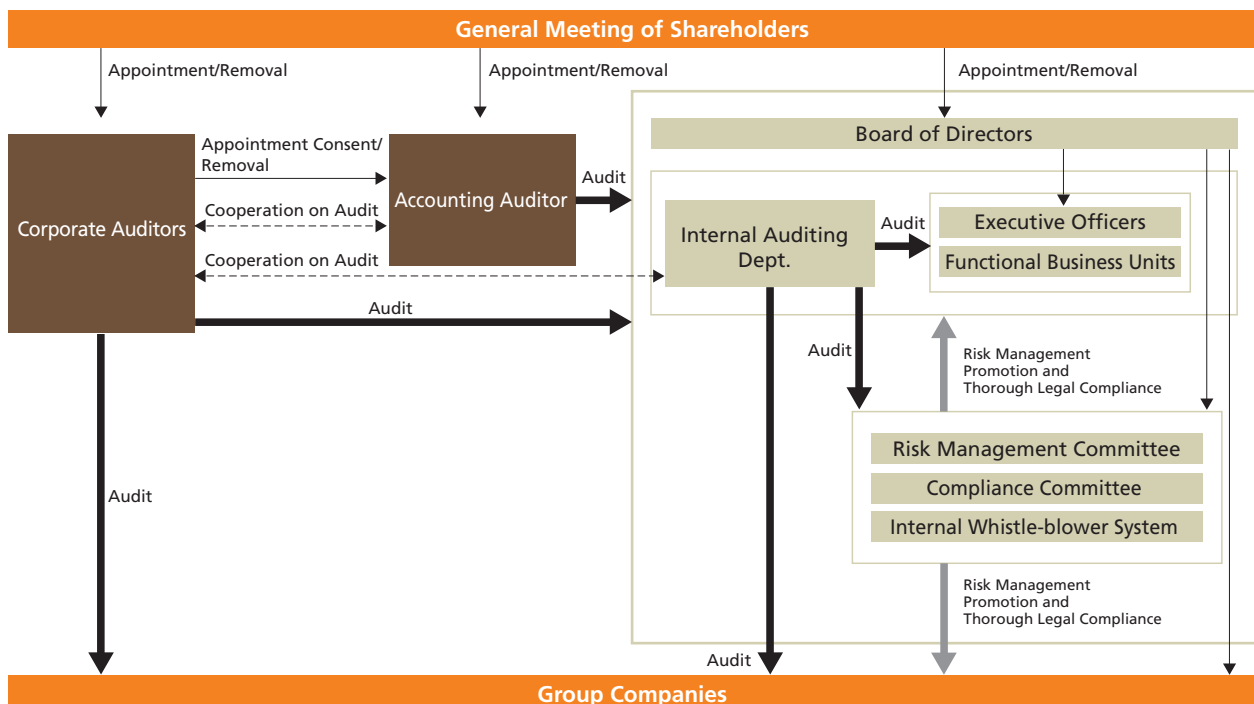 General Meeting of Shareholders
Appointment/Removal
Appointment/Removal
Appointment/Removal
Board of Directors
Appointment Consent/
Removal
Corporate Auditors
Accounting Auditor
Audit
Cooperation on Audit
Cooperation on Audit
Internal Auditing
Dept.
Audit
Executive Officers
Functional Business Units
Audit
Audit
Risk Management
Promotion and
Thorough Legal Compliance
Risk Management Committee
Compliance Committee
Internal Whistle-blower System
Audit
Risk Management
Promotion and
Thorough Legal Compliance
Audit
Group Companies